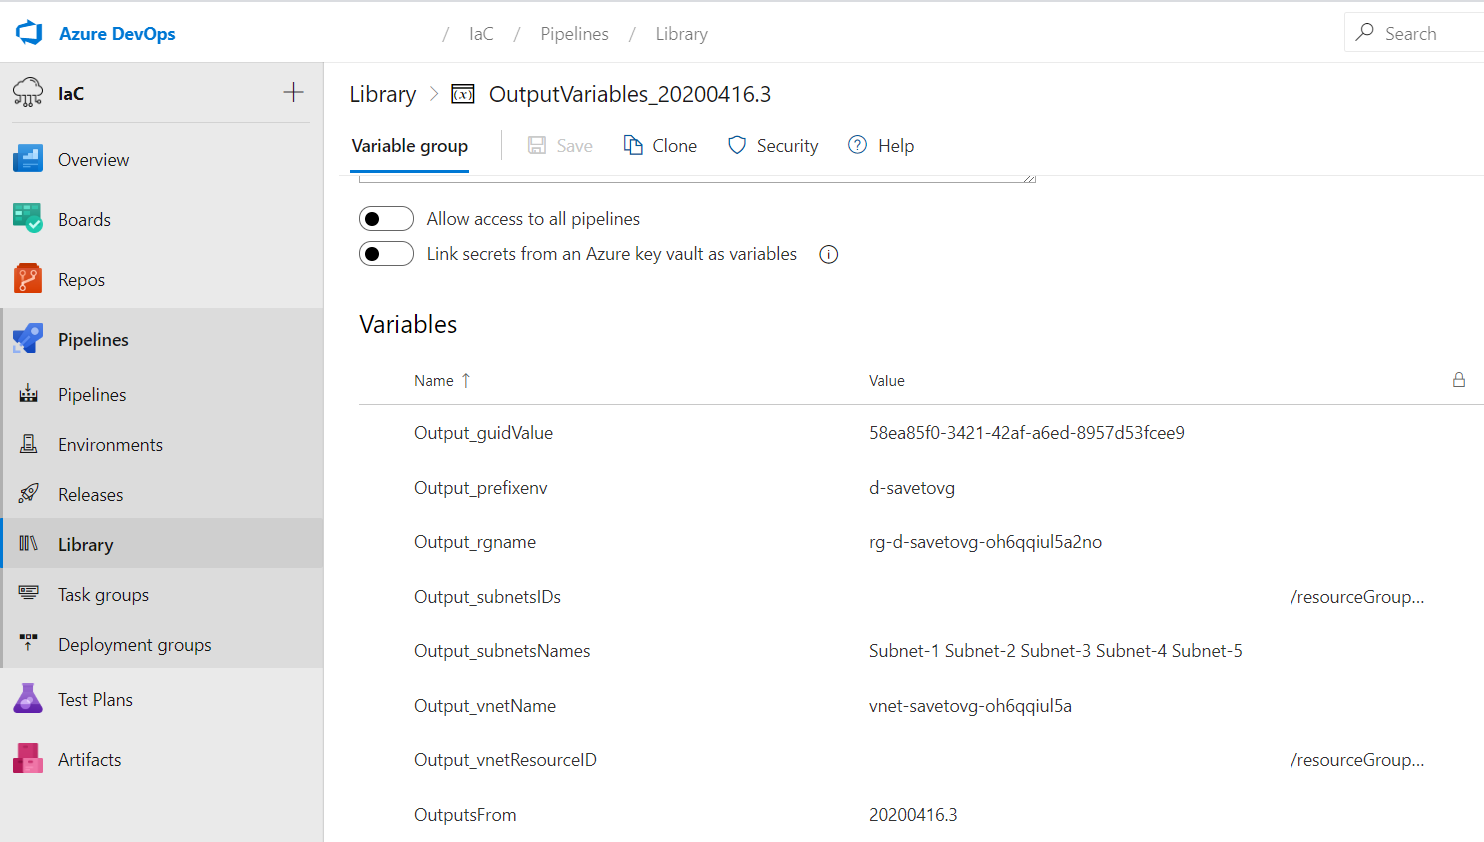 Azure DevOps
/ IaC / Pipelines / Library
Search
IaC
Overview
Boards
Repos
Pipelines
Pipelines
Environments
Releases
Library
Task groups
Deployment groups
Test Plans
Artifacts
Library > (x) OutputVariables_20200416.3
Variable group Save Clone Security ? Help
Allow access to all pipelines
Link secrets from an Azure key vault as variables i
Variables
Name ↑ Value
Output_guidValue 58ea85f0-3421-42af-a6ed-8957d53fcee9
Output_prefixenv d-savetovg
Output_rgname rg-d-savetovg-oh6qqiul5a2no
Output_subnetsIDs /resourceGroup...
Output_subnetsNames Subnet-1 Subnet-2 Subnet-3 Subnet-4 Subnet-5
Output_vnetName vnet-savetovg-oh6qqiul5a
Output_vnetResourceID /resourceGroup...
OutputsFrom 20200416.3